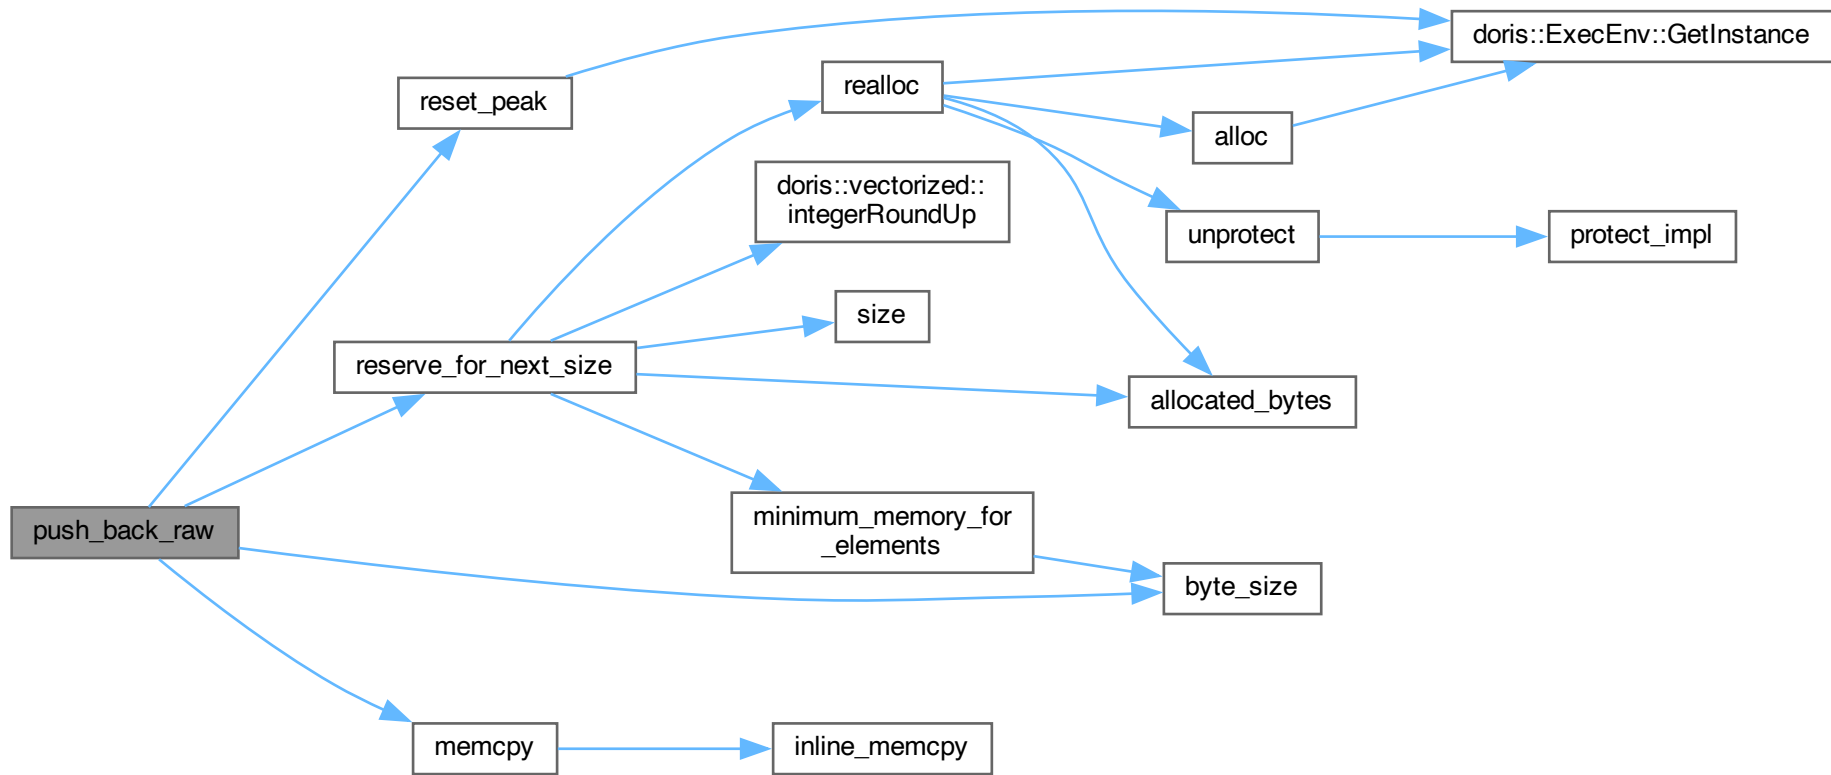 doris::ExecEnv::GetInstance
reset_peak
realloc
alloc
doris::vectorized::
integerRoundUp
unprotect
protect_impl
size
reserve_for_next_size
allocated_bytes
push_back_raw
minimum_memory_for
_elements
byte_size
memcpy
inline_memcpy